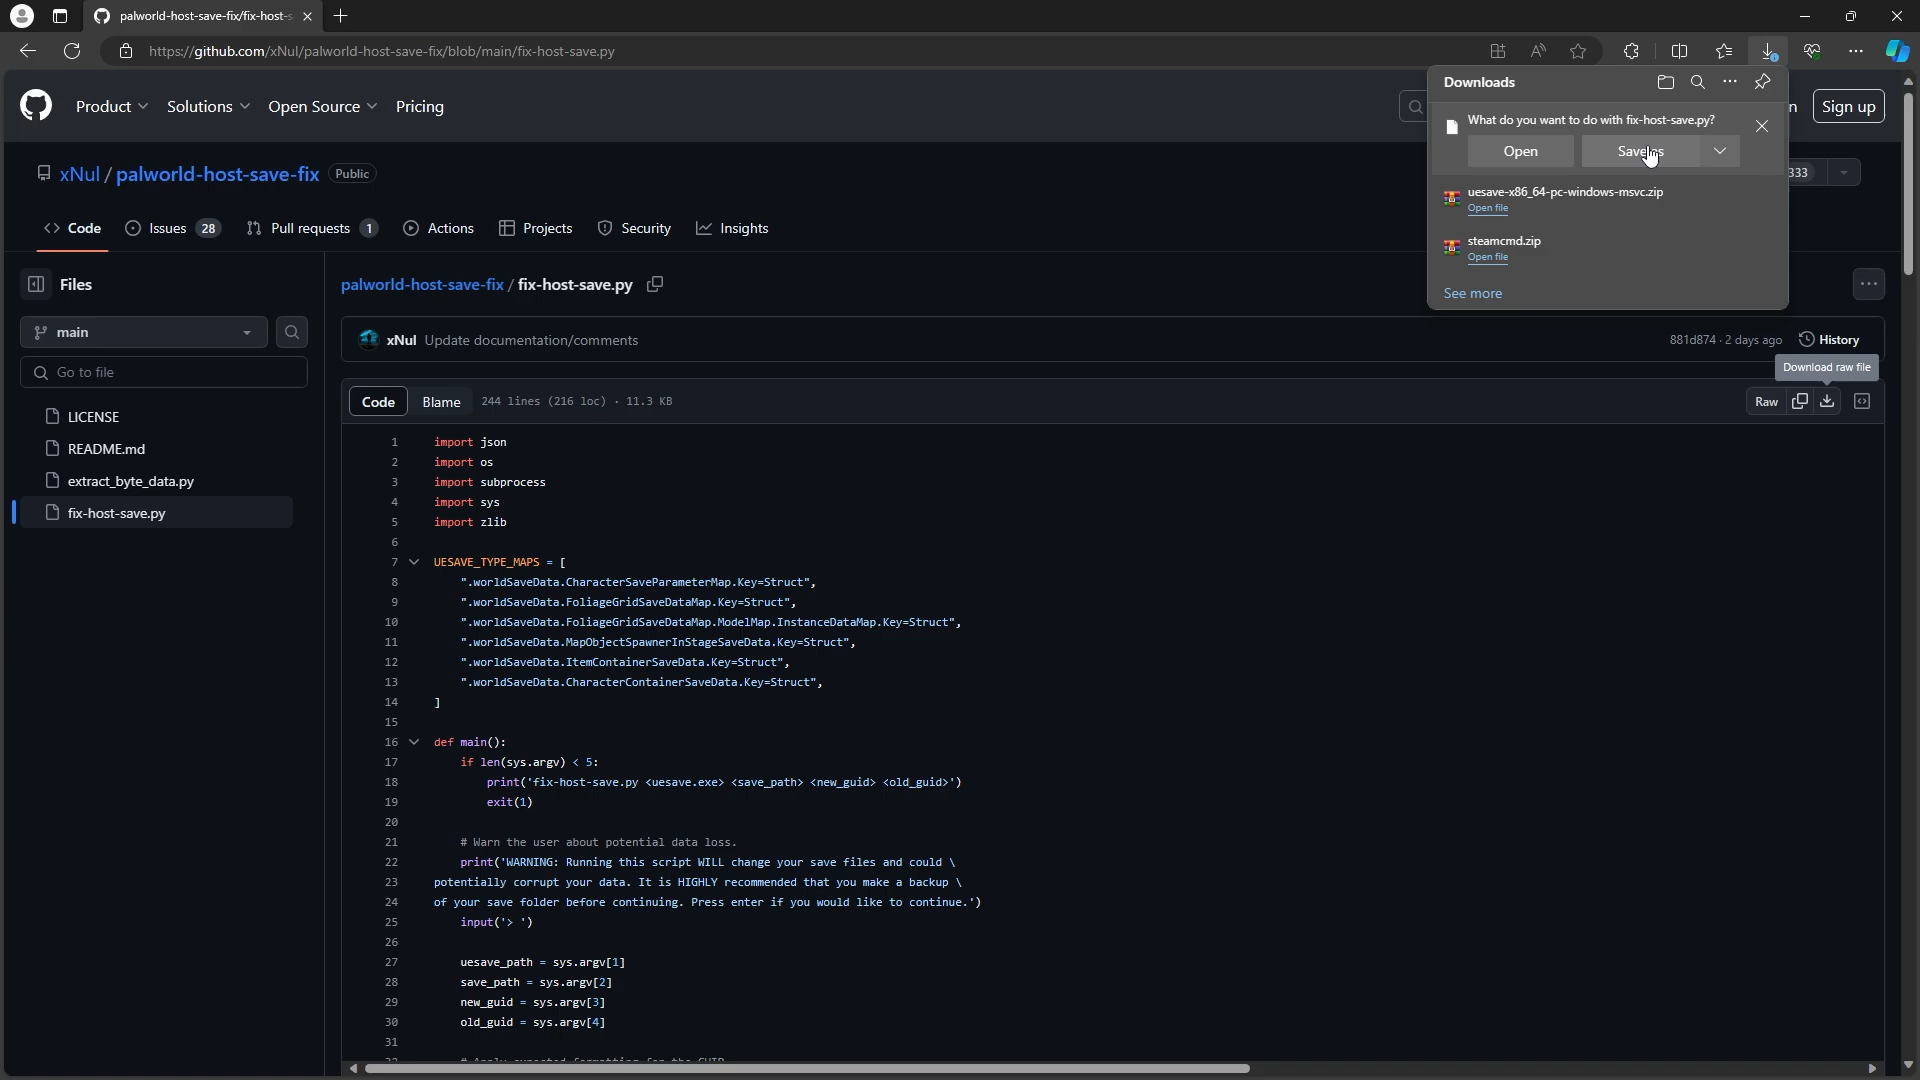 palworld-host-save-fix/fix-host-s
https://github.com/xNul/palworld-host-save-fix/blob/main/fix-host-save.py
Downloads
What do you want to do with fix-host-save.py?
Open
Save as
uesave-x86_64-pc-windows-msvc.zip
Open file
steamcmd.zip
Open file
See more
Product
Solutions
Open Source
Pricing
n
Sign up
xNul / palworld-host-save-fix
Public
333
Code
Issues 28
Pull requests 1
Actions
Projects
Security
Insights
Files
main
Go to file
LICENSE
README.md
extract_byte_data.py
fix-host-save.py
palworld-host-save-fix / fix-host-save.py
xNul Update documentation/comments
881d874 · 2 days ago
History
Download raw file
Code
Blame
244 lines (216 loc) · 11.3 KB
Raw
1 import json
2 import os
3 import subprocess
4 import sys
5 import zlib
6
7 UESAVE_TYPE_MAPS = [
8 ".worldSaveData.CharacterSaveParameterMap.Key=Struct",
9 ".worldSaveData.FoliageGridSaveDataMap.Key=Struct",
10 ".worldSaveData.FoliageGridSaveDataMap.ModelMap.InstanceDataMap.Key=Struct",
11 ".worldSaveData.MapObjectSpawnerInStageSaveData.Key=Struct",
12 ".worldSaveData.ItemContainerSaveData.Key=Struct",
13 ".worldSaveData.CharacterContainerSaveData.Key=Struct",
14 ]
15
16 def main():
17 if len(sys.argv) < 5:
18 print('fix-host-save.py <uesave.exe> <save_path> <new_guid> <old_guid>')
19 exit(1)
20
21 # Warn the user about potential data loss.
22 print('WARNING: Running this script WILL change your save files and could \
23 potentially corrupt your data. It is HIGHLY recommended that you make a backup \
24 of your save folder before continuing. Press enter if you would like to continue.')
25 input('> ')
26
27 uesave_path = sys.argv[1]
28 save_path = sys.argv[2]
29 new_guid = sys.argv[3]
30 old_guid = sys.argv[4]
31